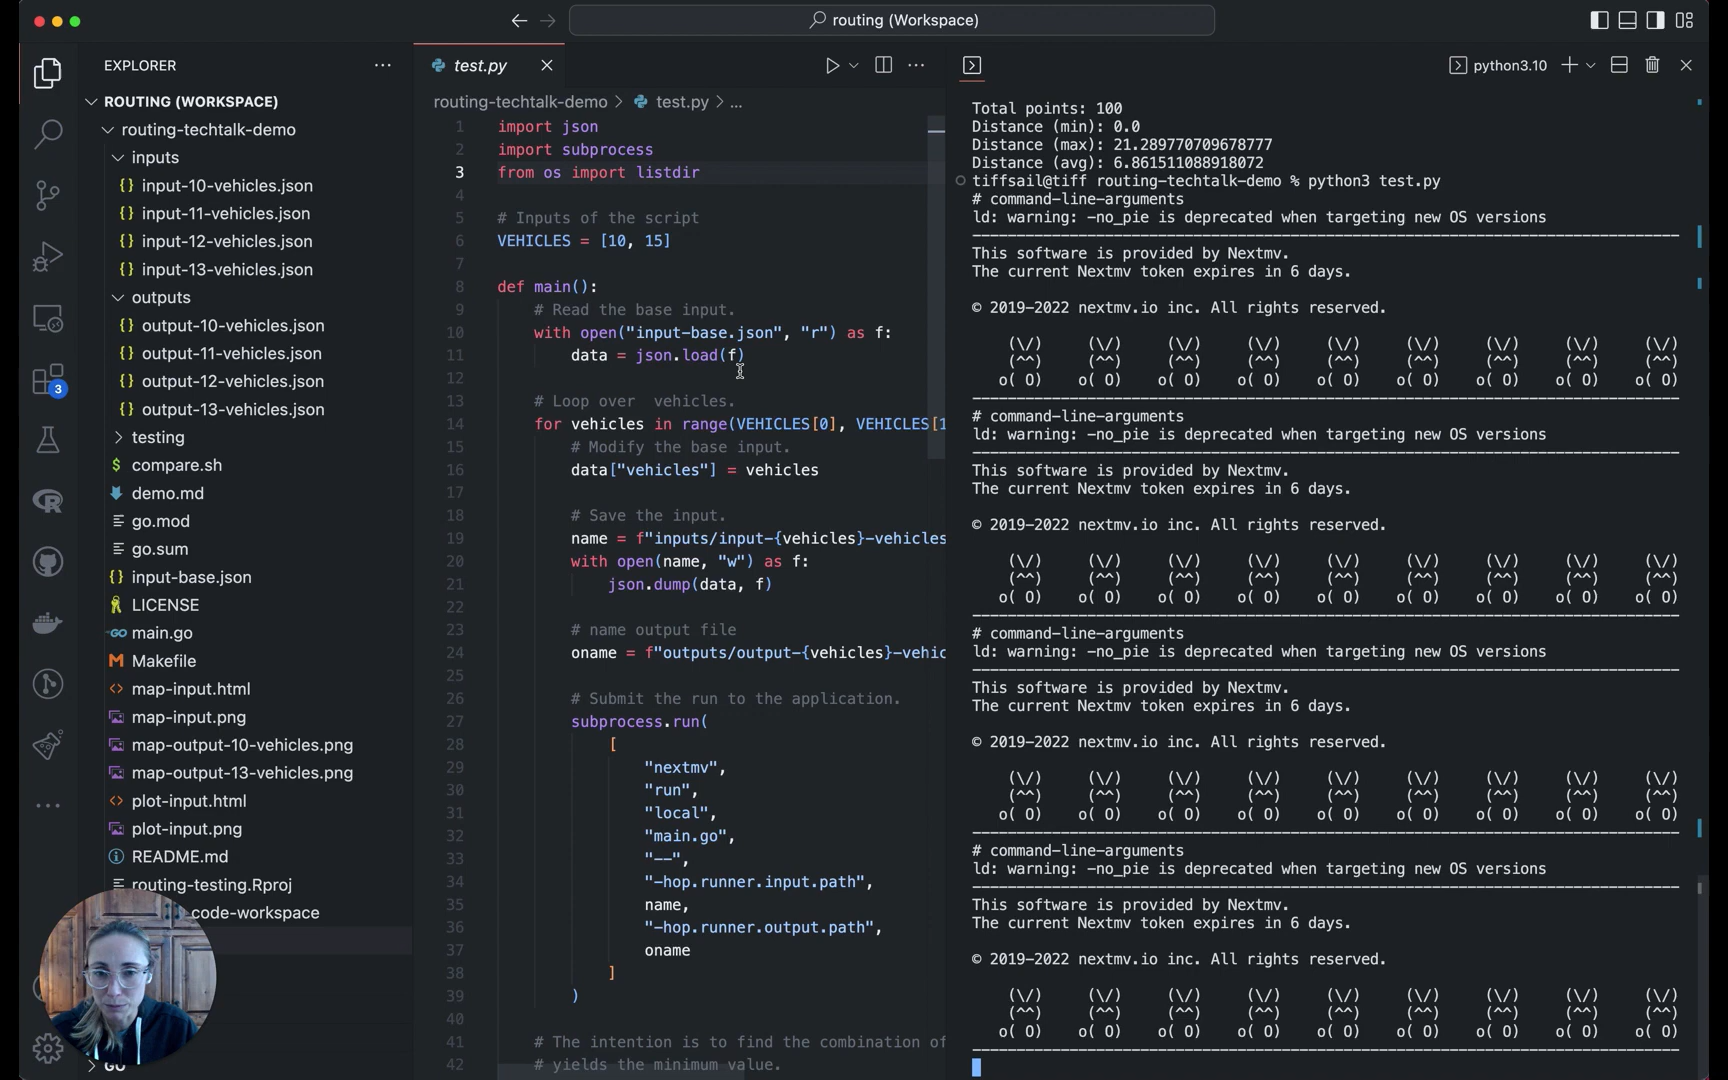 routing (Workspace)
EXPLORER
ROUTING (WORKSPACE)
routing-techtalk-demo
inputs
{} input-10-vehicles.json
{} input-11-vehicles.json
{} input-12-vehicles.json
{} input-13-vehicles.json
outputs
{} output-10-vehicles.json
{} output-11-vehicles.json
{} output-12-vehicles.json
{} output-13-vehicles.json
testing
$ compare.sh
demo.md
go.mod
go.sum
{} input-base.json
LICENSE
GO main.go
M Makefile
<> map-input.html
map-input.png
map-output-10-vehicles.png
map-output-13-vehicles.png
<> plot-input.html
plot-input.png
README.md
routing-testing.Rproj
code-workspace
GO
3
R
test.py
routing-techtalk-demo > test.py > ...
1 import json
2 import subprocess
3 from os import listdir
4
5 # Inputs of the script
6 VEHICLES = [10, 15]
7
8 def main():
9 # Read the base input.
10 with open("input-base.json", "r") as f:
11 data = json.load(f)
12
13 # Loop over  vehicles.
14 for vehicles in range(VEHICLES[0], VEHICLES[1
15 # Modify the base input.
16 data["vehicles"] = vehicles
17
18 # Save the input.
19 name = f"inputs/input-{vehicles}-vehicles
20 with open(name, "w") as f:
21 json.dump(data, f)
22
23 # name output file
24 oname = f"outputs/output-{vehicles}-vehic
25
26 # Submit the run to the application.
27 subprocess.run(
28 [
29 "nextmv",
30 "run",
31 "local",
32 "main.go",
33 "--",
34 "-hop.runner.input.path",
35 name,
36 "-hop.runner.output.path",
37 oname
38 ]
39 )
40
41 # The intention is to find the combination of
42 # yields the minimum value.
python3.10
Total points: 100
Distance (min): 0.0
Distance (max): 21.289770709678777
Distance (avg): 6.861511088918072
tiffsail@tiff routing-techtalk-demo % python3 test.py
# command-line-arguments
ld: warning: -no_pie is deprecated when targeting new OS versions
This software is provided by Nextmv.
The current Nextmv token expires in 6 days.
© 2019-2022 nextmv.io inc. All rights reserved.
(\/) (\/) (\/) (\/) (\/) (\/) (\/) (\/) (\/)
(^^) (^^) (^^) (^^) (^^) (^^) (^^) (^^) (^^)
o( O) o( O) o( O) o( O) o( O) o( O) o( O) o( O) o( O)
# command-line-arguments
ld: warning: -no_pie is deprecated when targeting new OS versions
This software is provided by Nextmv.
The current Nextmv token expires in 6 days.
© 2019-2022 nextmv.io inc. All rights reserved.
(\/) (\/) (\/) (\/) (\/) (\/) (\/) (\/) (\/)
(^^) (^^) (^^) (^^) (^^) (^^) (^^) (^^) (^^)
o( O) o( O) o( O) o( O) o( O) o( O) o( O) o( O) o( O)
# command-line-arguments
ld: warning: -no_pie is deprecated when targeting new OS versions
This software is provided by Nextmv.
The current Nextmv token expires in 6 days.
© 2019-2022 nextmv.io inc. All rights reserved.
(\/) (\/) (\/) (\/) (\/) (\/) (\/) (\/) (\/)
(^^) (^^) (^^) (^^) (^^) (^^) (^^) (^^) (^^)
o( O) o( O) o( O) o( O) o( O) o( O) o( O) o( O) o( O)
# command-line-arguments
ld: warning: -no_pie is deprecated when targeting new OS versions
This software is provided by Nextmv.
The current Nextmv token expires in 6 days.
© 2019-2022 nextmv.io inc. All rights reserved.
(\/) (\/) (\/) (\/) (\/) (\/) (\/) (\/) (\/)
(^^) (^^) (^^) (^^) (^^) (^^) (^^) (^^) (^^)
o( O) o( O) o( O) o( O) o( O) o( O) o( O) o( O) o( O)